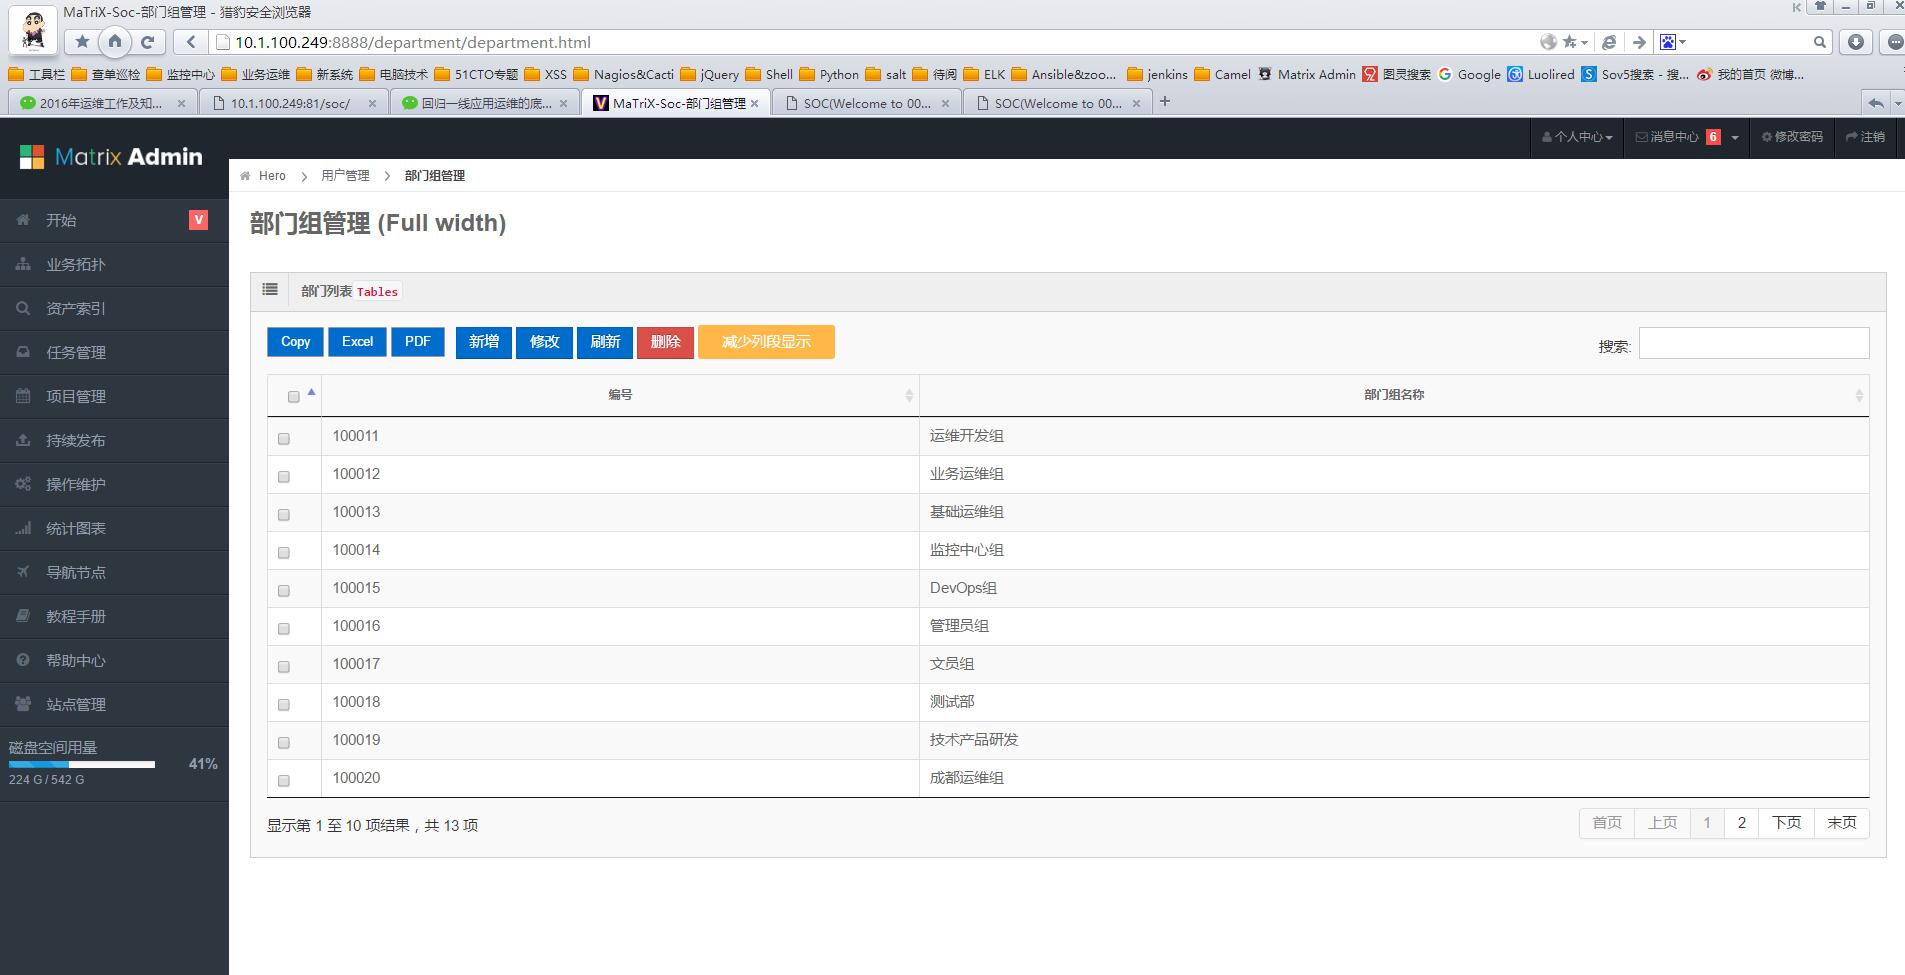 MaTriX-Soc-部门组管理 - 猎豹安全浏览器
10.1.100.249:8888/department/department.html
工具栏 查单巡检 监控中心 业务运维 新系统 电脑技术 51CTO专题 XSS Nagios&Cacti jQuery Shell Python salt 待阅 ELK Ansible&zoo... jenkins Camel Matrix Admin 图灵搜索 Google Luolired Sov5搜索 - 搜... 我的首页 微博...
2016年运维工作及知... 10.1.100.249:81/soc/ 回归一线应用运维的底... MaTriX-Soc-部门组管理 SOC(Welcome to 00... SOC(Welcome to 00...
个人中心 消息中心 6 修改密码 注销
Matrix Admin
Hero > 用户管理 > 部门组管理
开始 V
业务拓扑
资产索引
任务管理
项目管理
持续发布
操作维护
统计图表
导航节点
教程手册
帮助中心
站点管理
磁盘空间用量
41%
224 G / 542 G
部门组管理 (Full width)
部门列表 Tables
Copy Excel PDF 新增 修改 刷新 删除 减少列段显示 搜索:
编号 部门组名称
100011 运维开发组
100012 业务运维组
100013 基础运维组
100014 监控中心组
100015 DevOps组
100016 管理员组
100017 文员组
100018 测试部
100019 技术产品研发
100020 成都运维组
显示第 1 至 10 项结果，共 13 项
首页 上页 1 2 下页 末页